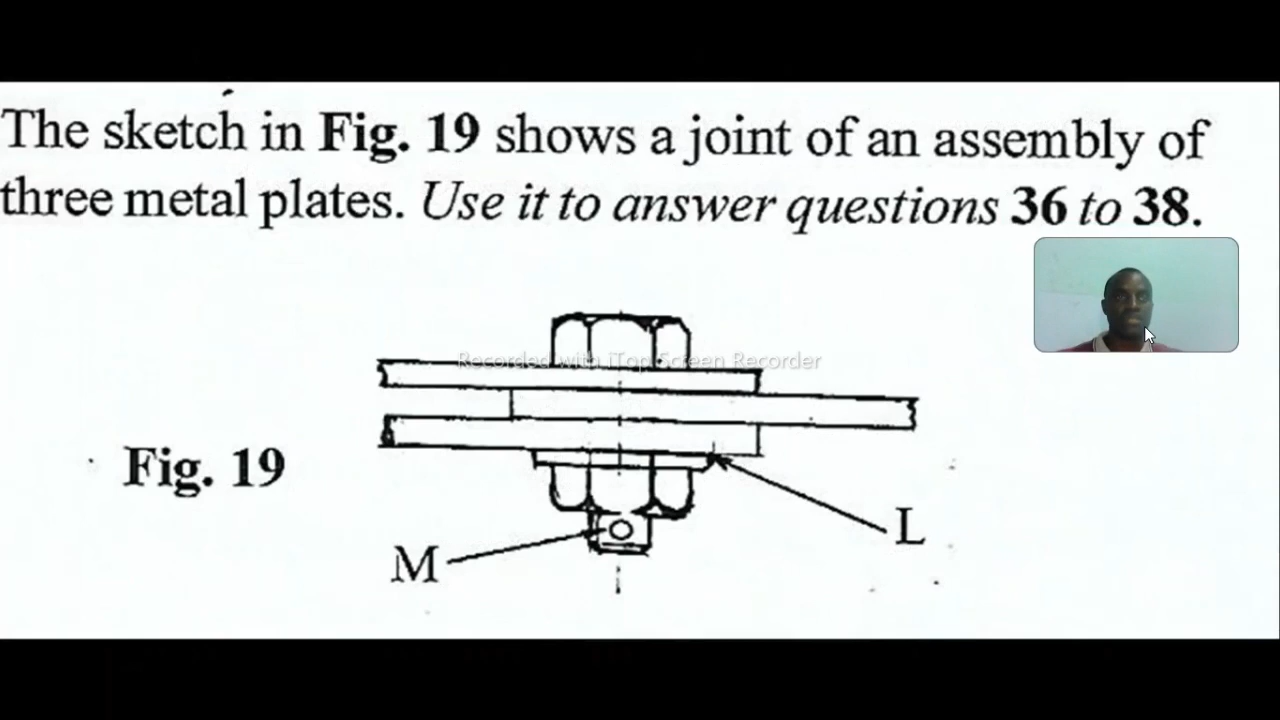 The sketch in Fig. 19 shows a joint of an assembly of
three metal plates. Use it to answer questions 36 to 38.
Recorded with iTop Screen Recorder
Fig. 19
L
M